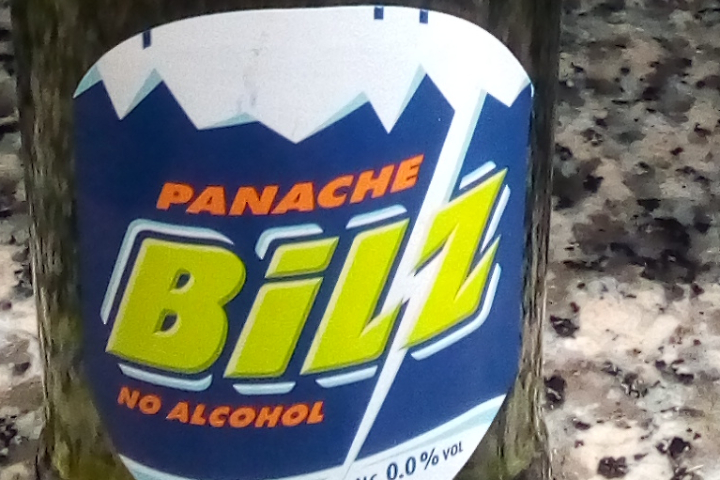 PANACHE
BiLZ
NO ALCOHOL
0.0% VOL